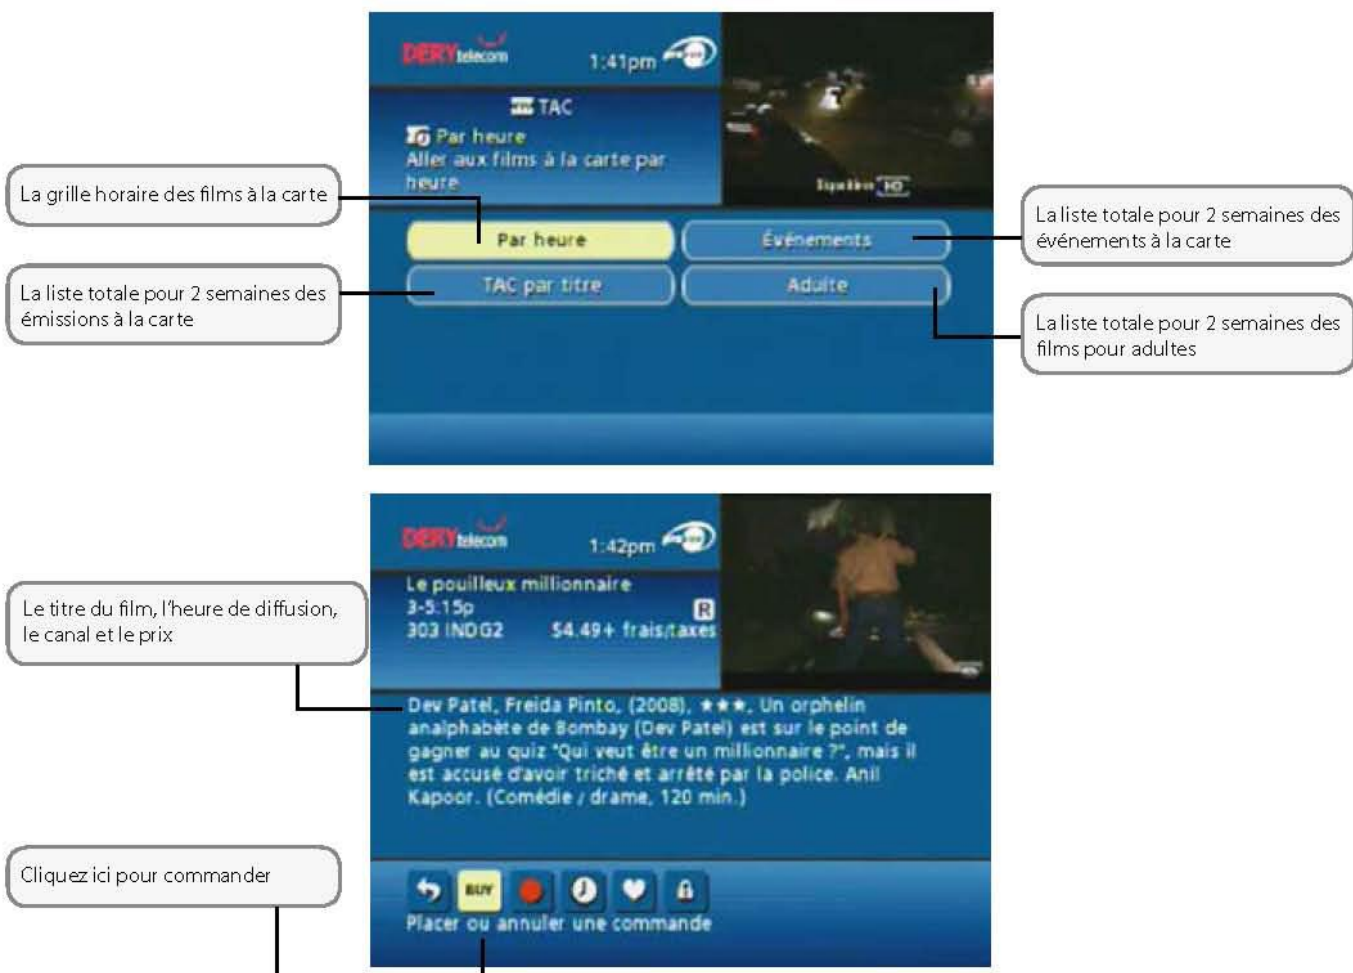 DERYtelecom
1:41pm
TAC
Par heure
Aller aux films à la carte par
heure
La grille horaire des films à la carte
Par heure
Événements
La liste totale pour 2 semaines des
événements à la carte
La liste totale pour 2 semaines des
émissions à la carte
TAC par titre
Adulte
La liste totale pour 2 semaines des
films pour adultes
DERYtelecom
1:42pm
Le pouilleux millionnaire
3-5:15p
R
303 INDG2
$4.49+ frais/taxes
Le titre du film, l'heure de diffusion,
le canal et le prix
Dev Patel, Freida Pinto, (2008), ★★★, Un orphelin
analphabète de Bombay (Dev Patel) est sur le point de
gagner au quiz "Qui veut être un millionnaire ?", mais il
est accusé d'avoir triché et arrêté par la police. Anil
Kapoor. (Comédie / drame, 120 min.)
Cliquez ici pour commander
BUY
Placer ou annuler une commande